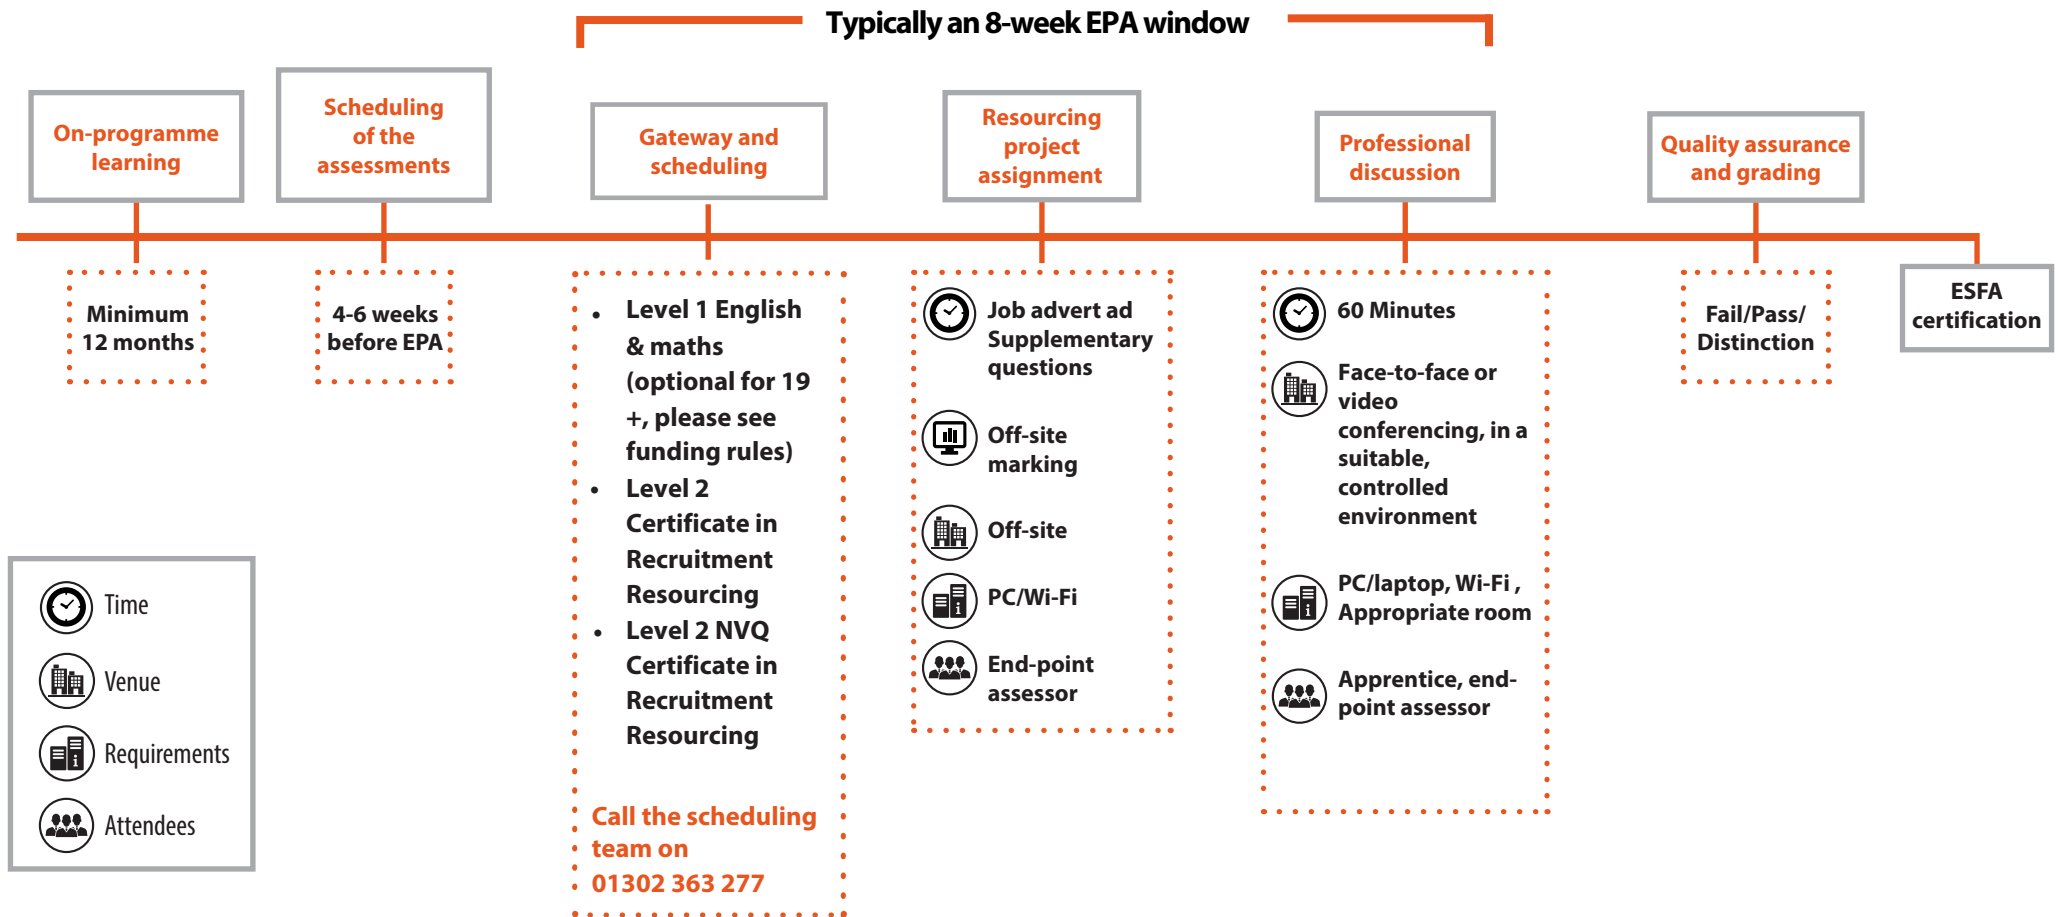 Typically an 8-week EPA window
On-programme
learning
Scheduling
of the
assessments
Gateway and
scheduling
Resourcing
project
assignment
Professional
discussion
Quality assurance
and grading
Minimum
12 months
4-6 weeks
before EPA
• Level 1 English
& maths
(optional for 19
+, please see
funding rules)
• Level 2
Certificate in
Recruitment
Resourcing
• Level 2 NVQ
Certificate in
Recruitment
Resourcing
Call the scheduling
team on
01302 363 277
Job advert ad
Supplementary
questions
Off-site
marking
Off-site
PC/Wi-Fi
End-point
assessor
60 Minutes
Face-to-face or
video
conferencing, in a
suitable,
controlled
environment
PC/laptop, Wi-Fi ,
Appropriate room
Apprentice, end-
point assessor
Fail/Pass/
Distinction
ESFA
certification
Time
Venue
Requirements
Attendees